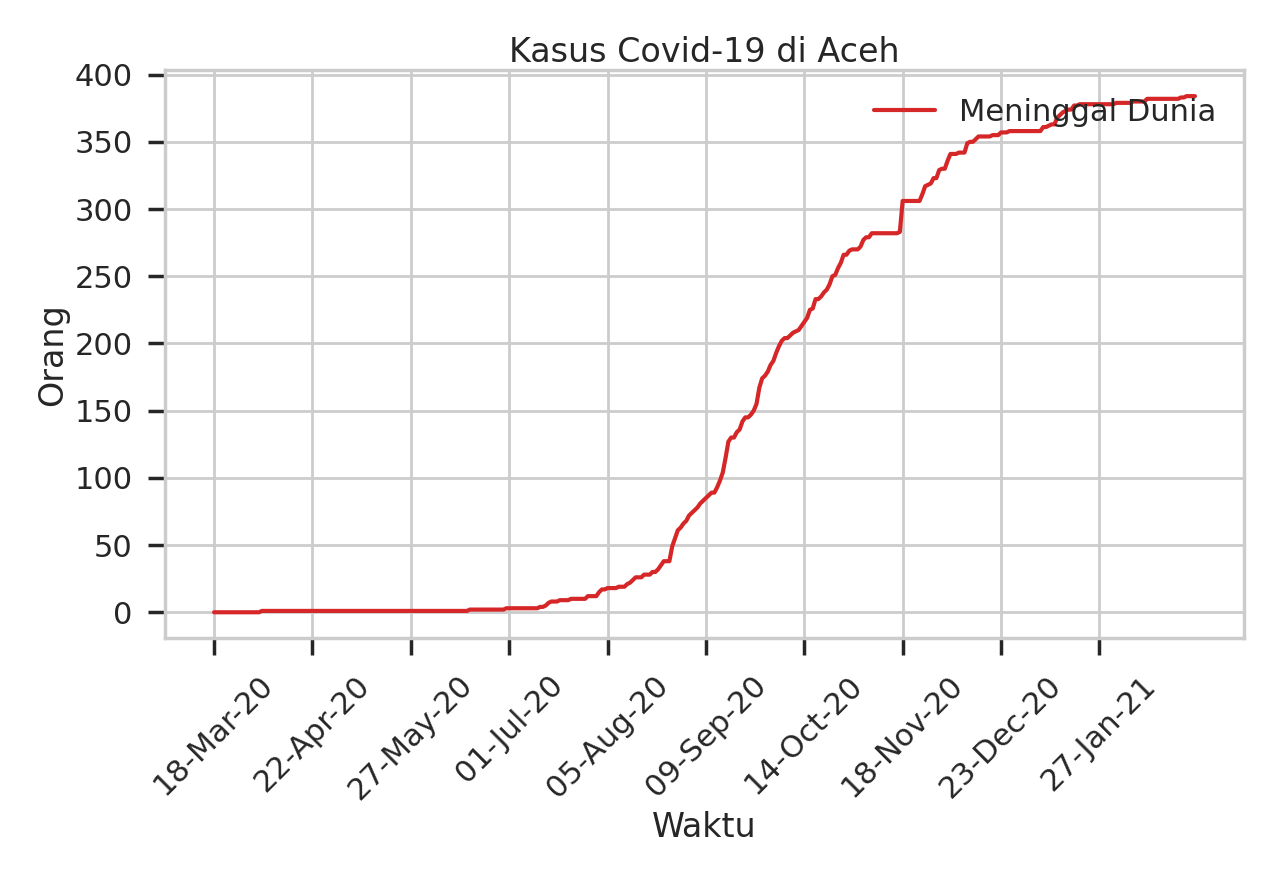 Kasus Covid-19 di Aceh
Meninggal Dunia
Orang
400
350
300
250
200
150
100
50
0
18-Mar-20
22-Apr-20
27-May-20
01-Jul-20
05-Aug-20
09-Sep-20
14-Oct-20
18-Nov-20
23-Dec-20
27-Jan-21
Waktu